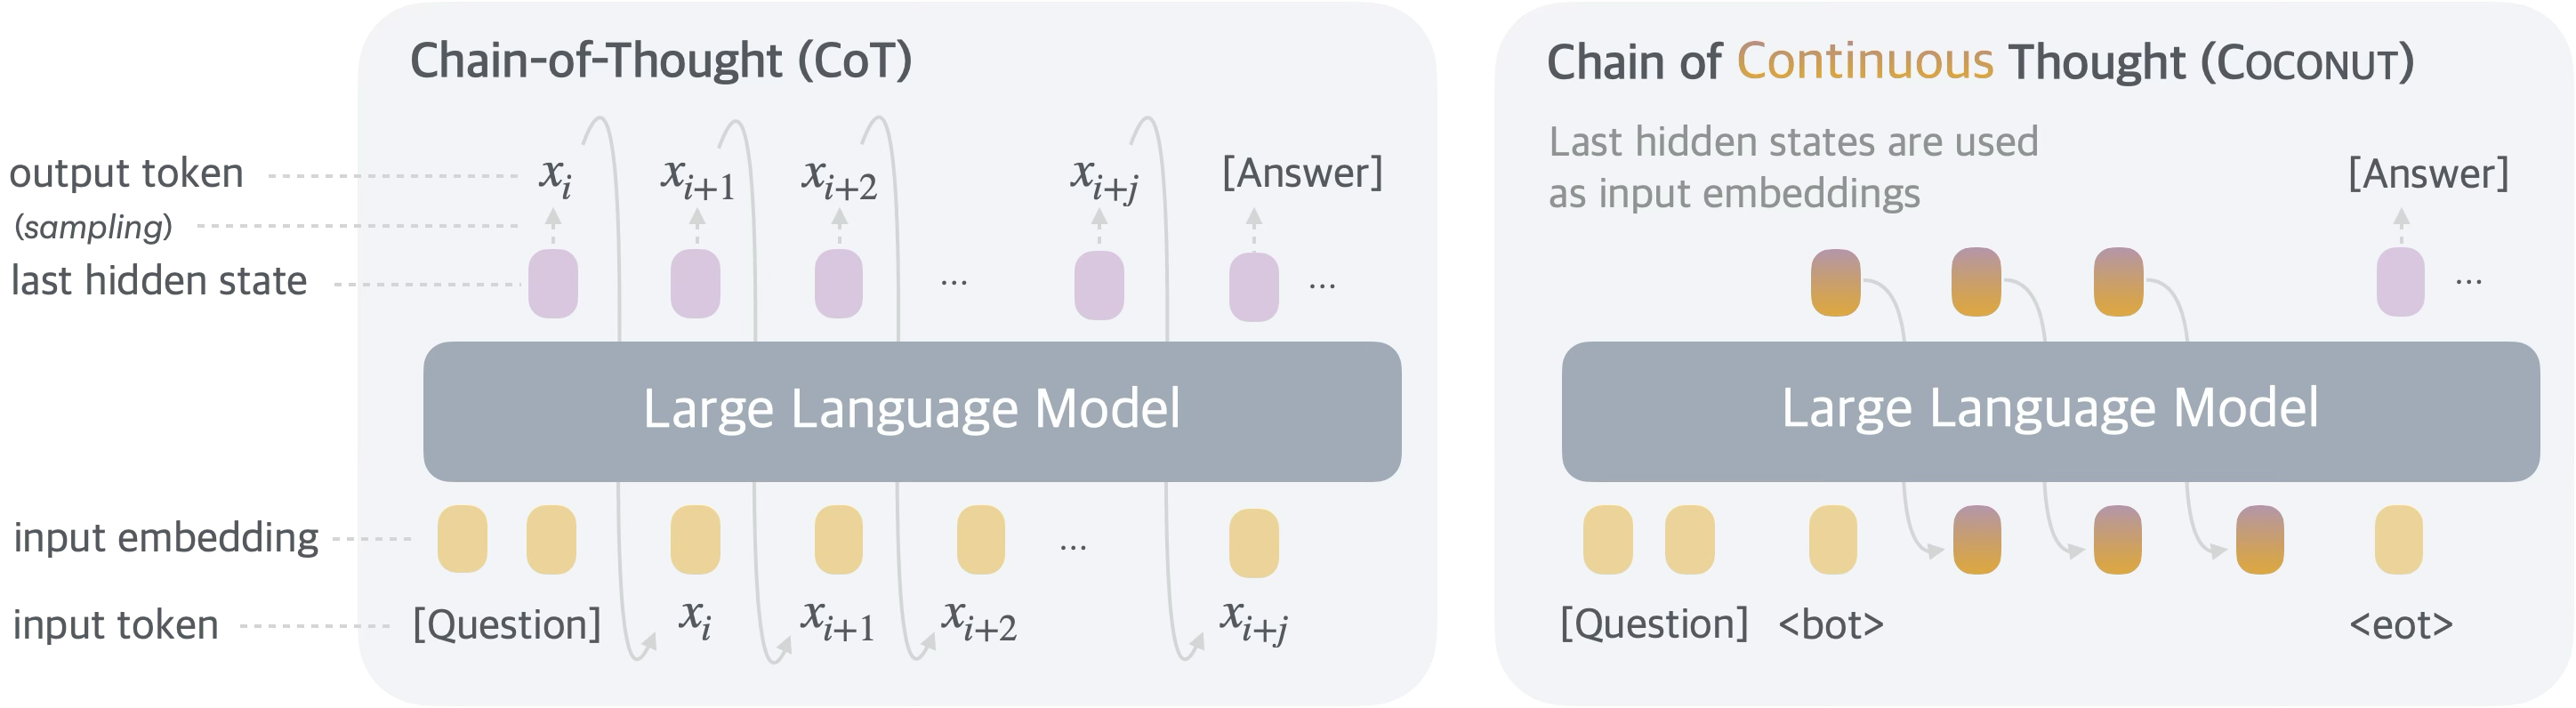 Chain-of-Thought (CoT)
output token
(sampling)
last hidden state
input embedding
input token
x_i x_{i+1} x_{i+2} x_{i+j} [Answer]
... ...
Large Language Model
...
[Question] x_i x_{i+1} x_{i+2} x_{i+j}
Chain of Continuous Thought (COCONUT)
Last hidden states are used
as input embeddings
[Answer]
...
Large Language Model
[Question] <bot> <eot>